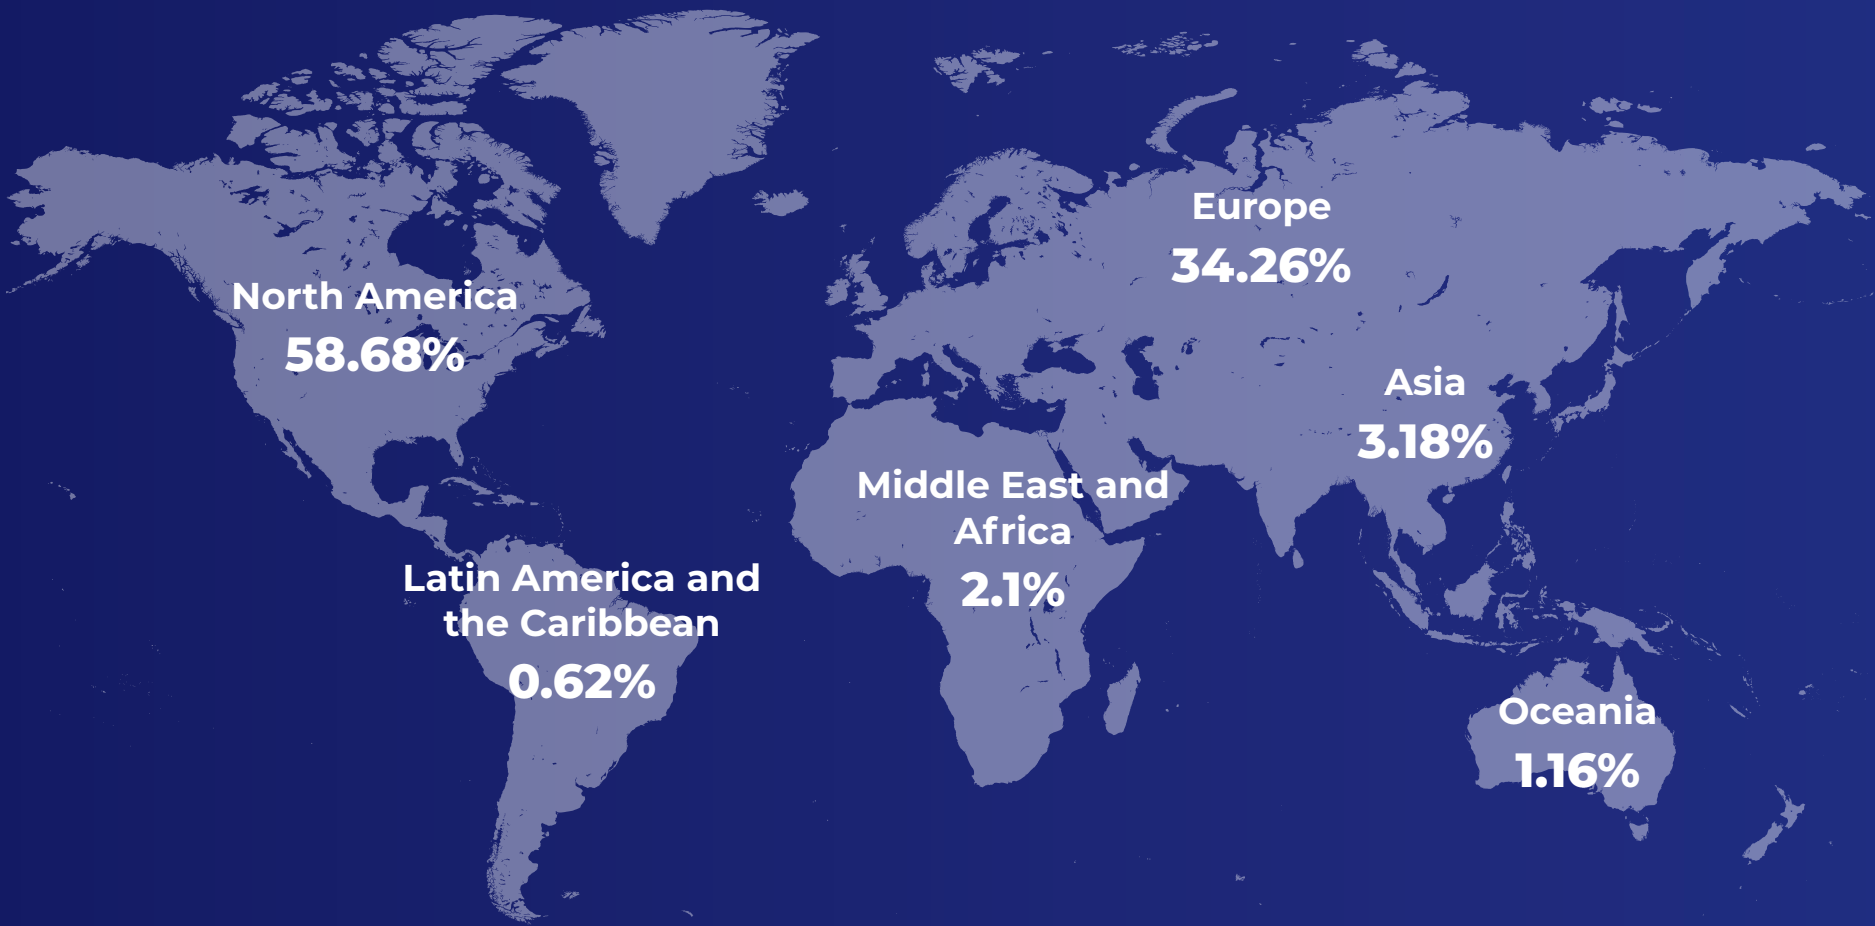 North America
58.68%
Europe
34.26%
Asia
3.18%
Middle East and
Africa
2.1%
Latin America and
the Caribbean
0.62%
Oceania
1.16%